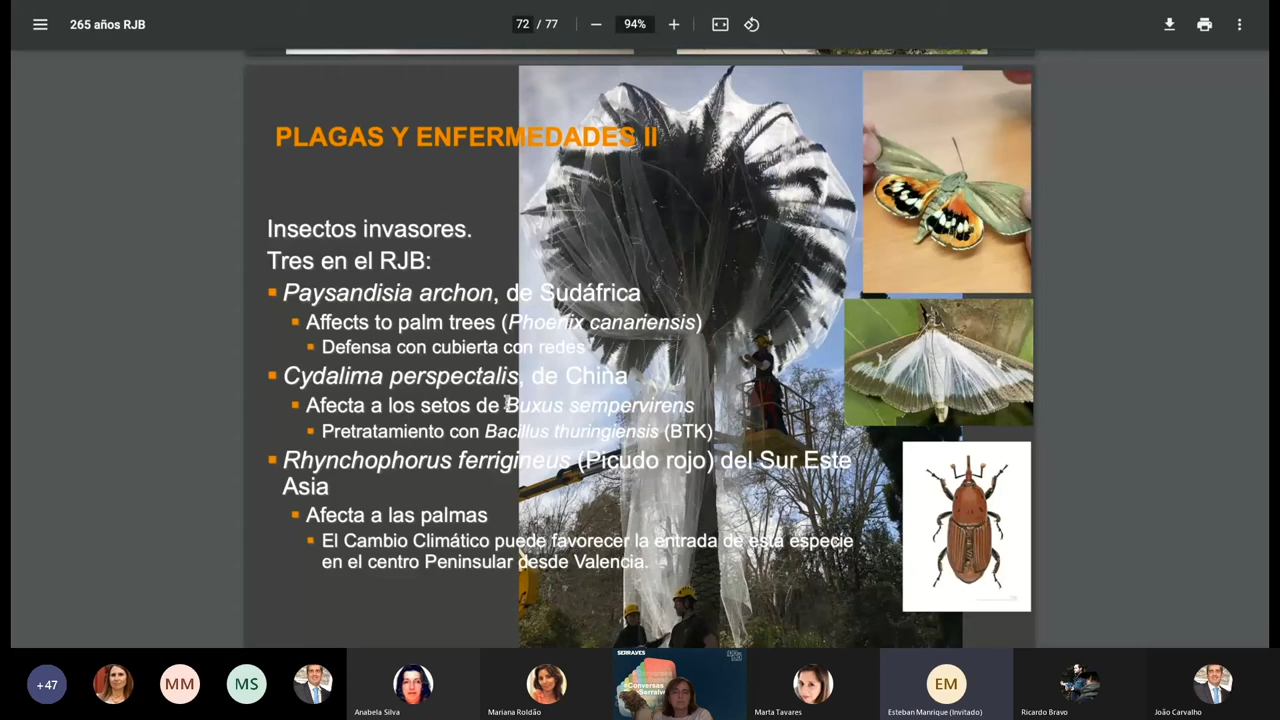 265 años RJB
72 / 77
94%
PLAGAS Y ENFERMEDADES II
Insectos invasores.
Tres en el RJB:
Paysandisia archon, de Sudáfrica
Affects to palm trees (Phoenix canariensis)
Defensa con cubierta con redes
Cydalima perspectalis, de China
Afecta a los setos de Buxus sempervirens
Pretratamiento con Bacillus thuringiensis (BTK)
Rhynchophorus ferrigineus (Picudo rojo) del Sur Este
Asia
Afecta a las palmas
El Cambio Climático puede favorecer la entrada de esta especie
en el centro Peninsular desde Valencia.
+47
MM
MS
Anabela Silva
Mariana Roldão
SERRALVES
Marta Tavares
EM
Esteban Manrique (Invitado)
Ricardo Bravo
João Carvalho